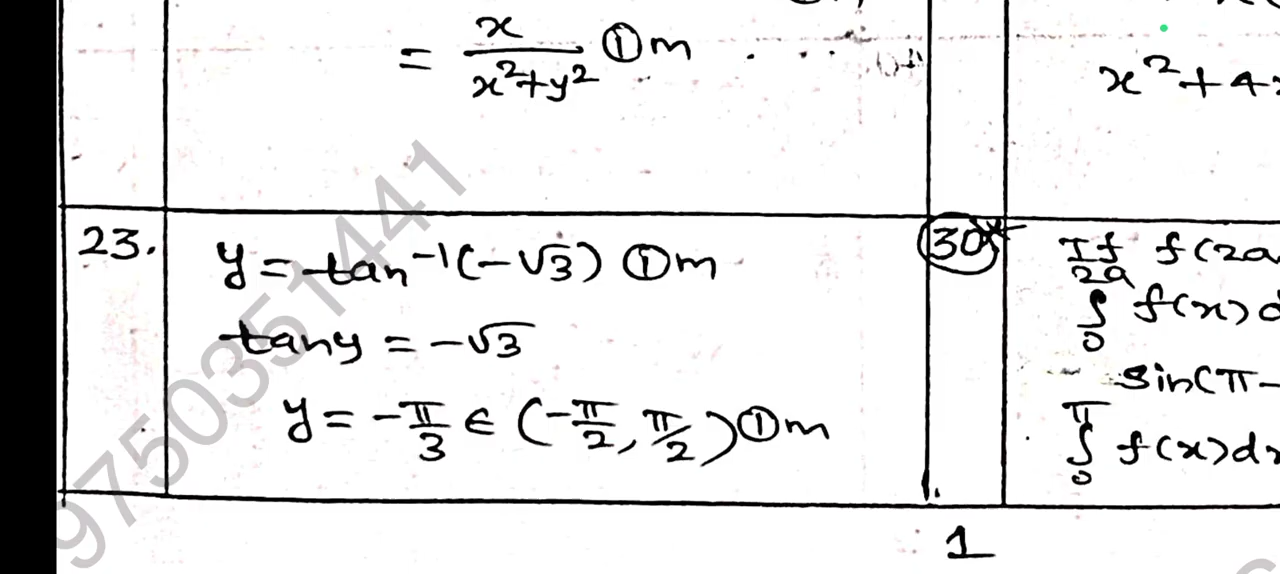 = x/(x²+y²) ①m
x²+4
23.
y = tan⁻¹(-√3) ①m
tany = -√3
y = -π/3 ∈ (-π/2, π/2) ①m
30*
If f(2a
∫₀²ᵃ f(x)d
sin(π-
∫₀^π f(x)dx
1
9750351441